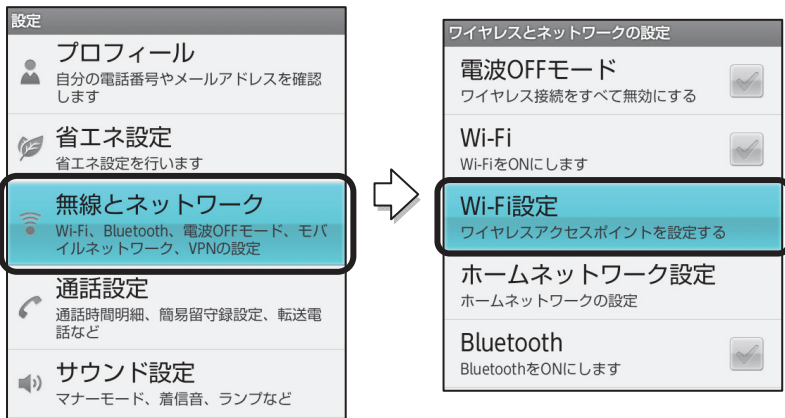 設定
プロフィール
自分の電話番号やメールアドレスを確認
します
省エネ設定
省エネ設定を行います
無線とネットワーク
Wi-Fi、Bluetooth、電波OFFモード、モバ
イルネットワーク、VPNの設定
通話設定
通話時間明細、簡易留守録設定、転送電
話など
サウンド設定
マナーモード、着信音、ランプなど
ワイヤレスとネットワークの設定
電波OFFモード
ワイヤレス接続をすべて無効にする
Wi-Fi
Wi-FiをONにします
Wi-Fi設定
ワイヤレスアクセスポイントを設定する
ホームネットワーク設定
ホームネットワークの設定
Bluetooth
BluetoothをONにします